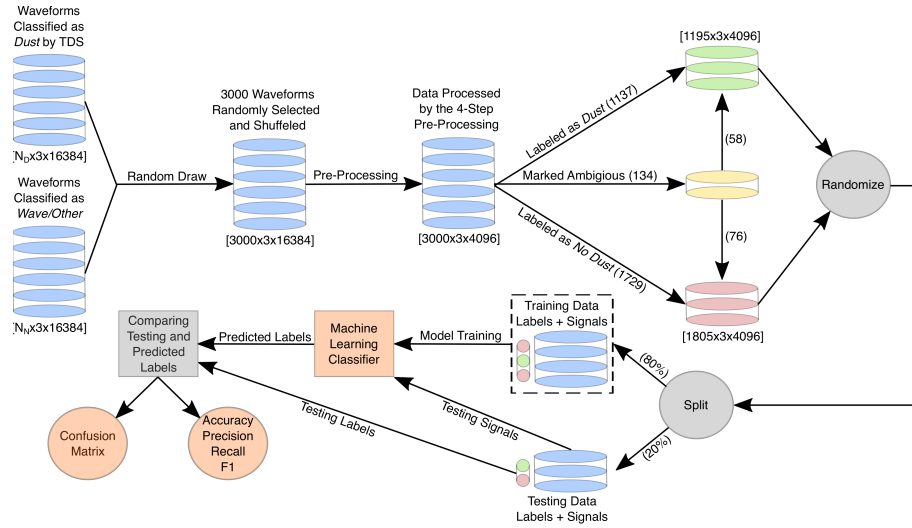 Waveforms
Classified as
Dust by TDS
[N_Dx3x16384]
Waveforms
Classified as
Wave/Other
[N_Nx3x16384]
Random Draw
3000 Waveforms
Randomly Selected
and Shuffeled
[3000x3x16384]
Pre-Processing
Data Processed
by the 4-Step
Pre-Processing
[3000x3x4096]
Labeled as Dust (1137)
Marked Ambigious (134)
Labeled as No Dust (1729)
[1195x3x4096]
(58)
(76)
[1805x3x4096]
Randomize
Split
(80%)
(20%)
Training Data
Labels + Signals
Testing Data
Labels + Signals
Model Training
Testing Signals
Testing Labels
Machine
Learning
Classifier
Predicted Labels
Comparing
Testing and
Predicted
Labels
Confusion
Matrix
Accuracy
Precision
Recall
F1